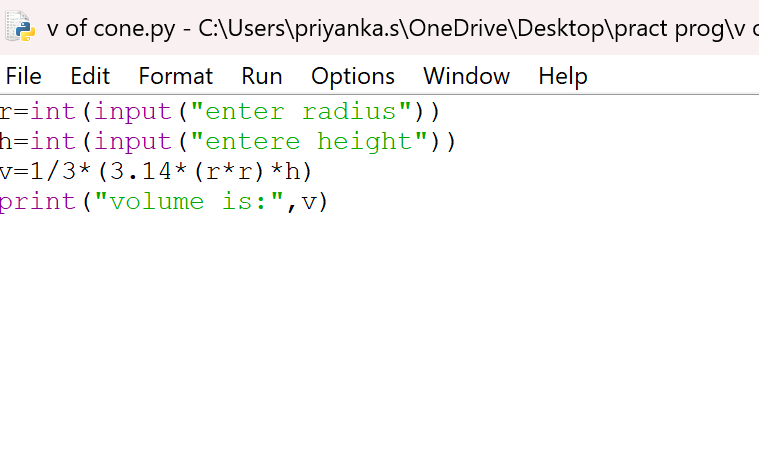 v of cone.py - C:\Users\priyanka.s\OneDrive\Desktop\pract prog\v c
File Edit Format Run Options Window Help
r=int(input("enter radius"))
h=int(input("entere height"))
v=1/3*(3.14*(r*r)*h)
print("volume is:",v)